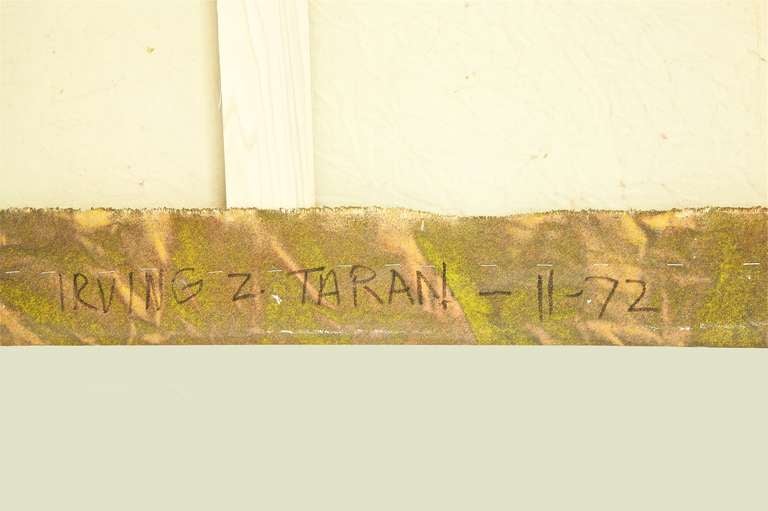 IRVING Z. TARAN - 11-72